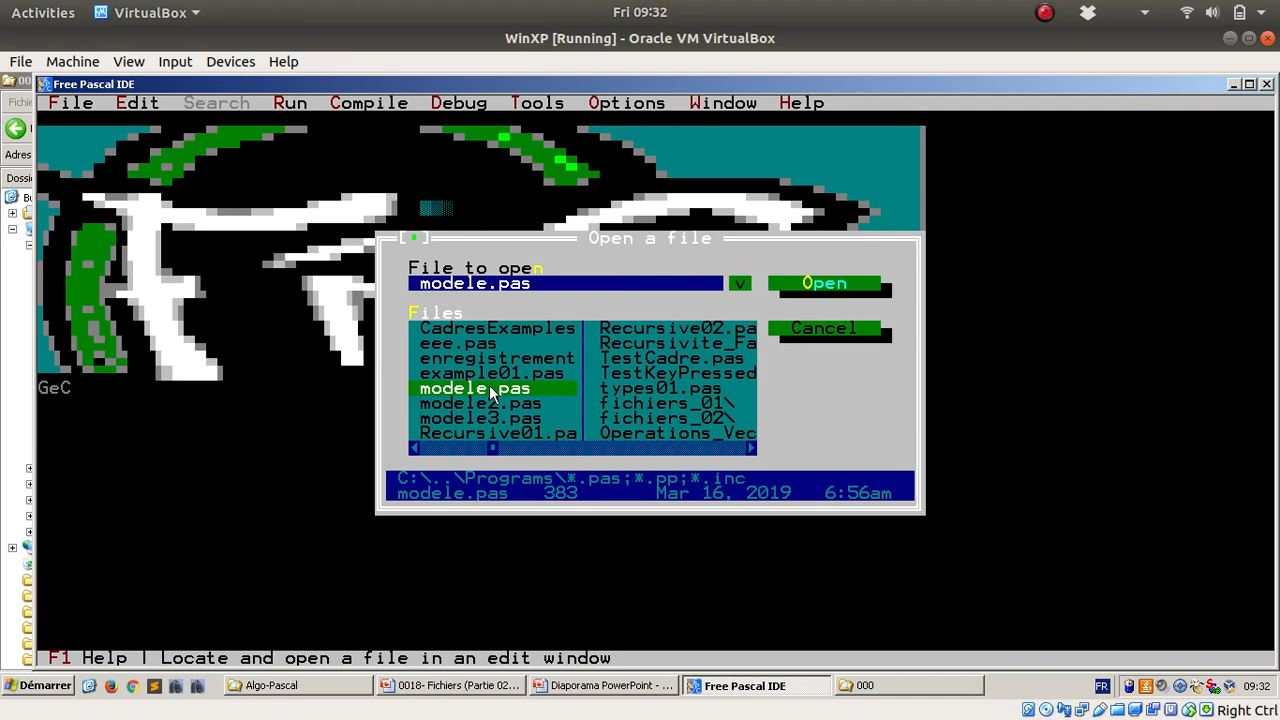 Activities VirtualBox Fri 09:32
WinXP [Running] - Oracle VM VirtualBox
File Machine View Input Devices Help
00
Free Pascal IDE
Fichie
File Edit Search Run Compile Debug Tools Options Window Help
Adres
Dossie
Bu
GeC
Open a file
File to open
modele.pas v Open
Files
Cancel
CadresExamples Recursive02.pa
eee.pas Recursivite_Fa
enregistrement TestCadre.pas
example01.pas TestKeyPressed
modele.pas types01.pas
modele2.pas fichiers_01\
modele3.pas fichiers_02\
Recursive01.pa Operations_Vec
C:\..\Programs\*.pas;*.pp;*.inc
modele.pas 383 Mar 16, 2019 6:56am
F1 Help | Locate and open a file in an edit window
Démarrer Algo-Pascal 0018- Fichiers (Partie 02... Diaporama PowerPoint - ... Free Pascal IDE 000 FR 09:32
Right Ctrl